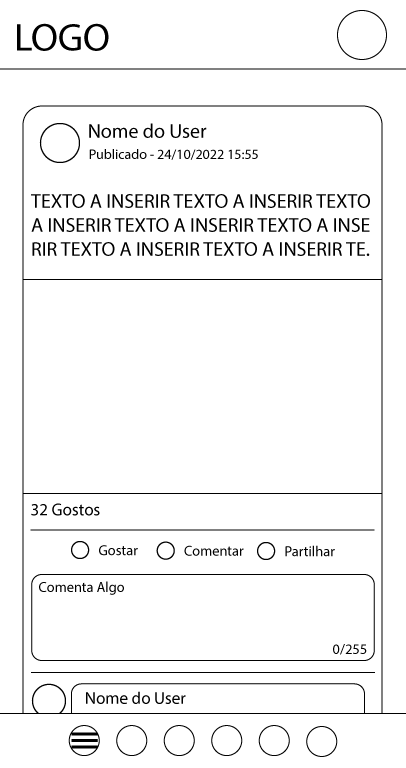 LOGO
Nome do User
Publicado - 24/10/2022 15:55
TEXTO A INSERIR TEXTO A INSERIR TEXTO
A INSERIR TEXTO A INSERIR TEXTO A INSE
RIR TEXTO A INSERIR TEXTO A INSERIR TE.
32 Gostos
Gostar Comentar Partilhar
Comenta Algo
0/255
Nome do User